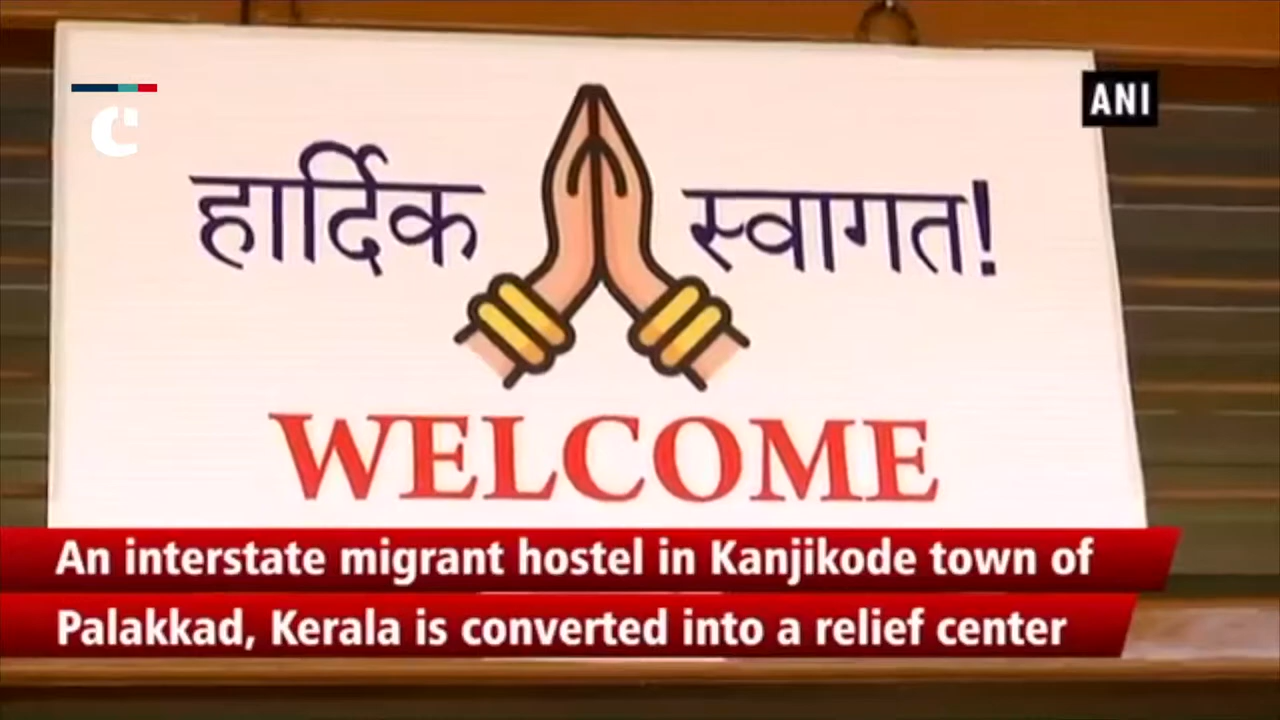 ANI
हार्दिक स्वागत!
WELCOME
An interstate migrant hostel in Kanjikode town of
Palakkad, Kerala is converted into a relief center